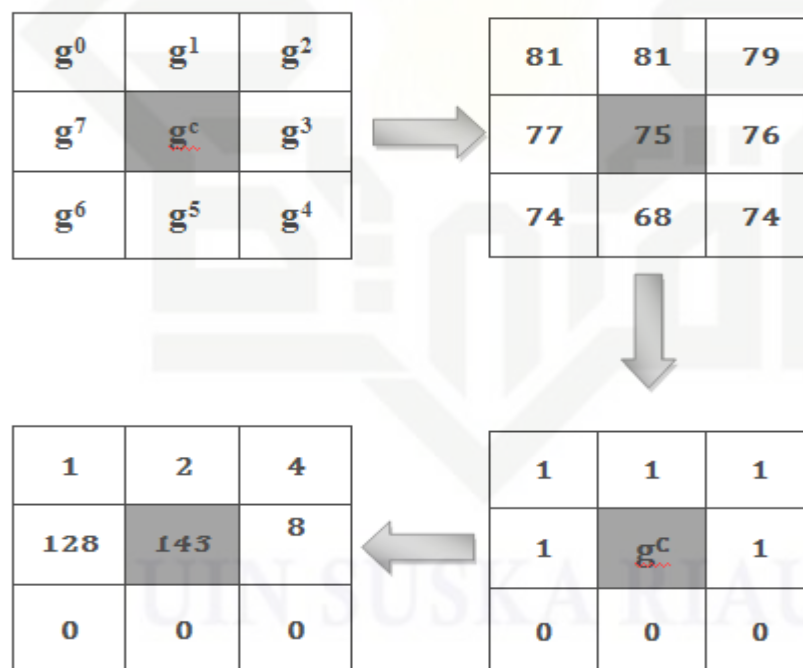 g⁰ g¹ g²
g⁷ gᶜ g³
g⁶ g⁵ g⁴
81 81 79
77 75 76
74 68 74
1 2 4
128 143 8
0 0 0
1 1 1
1 gᶜ 1
0 0 0
UIN SUSKA RIAU